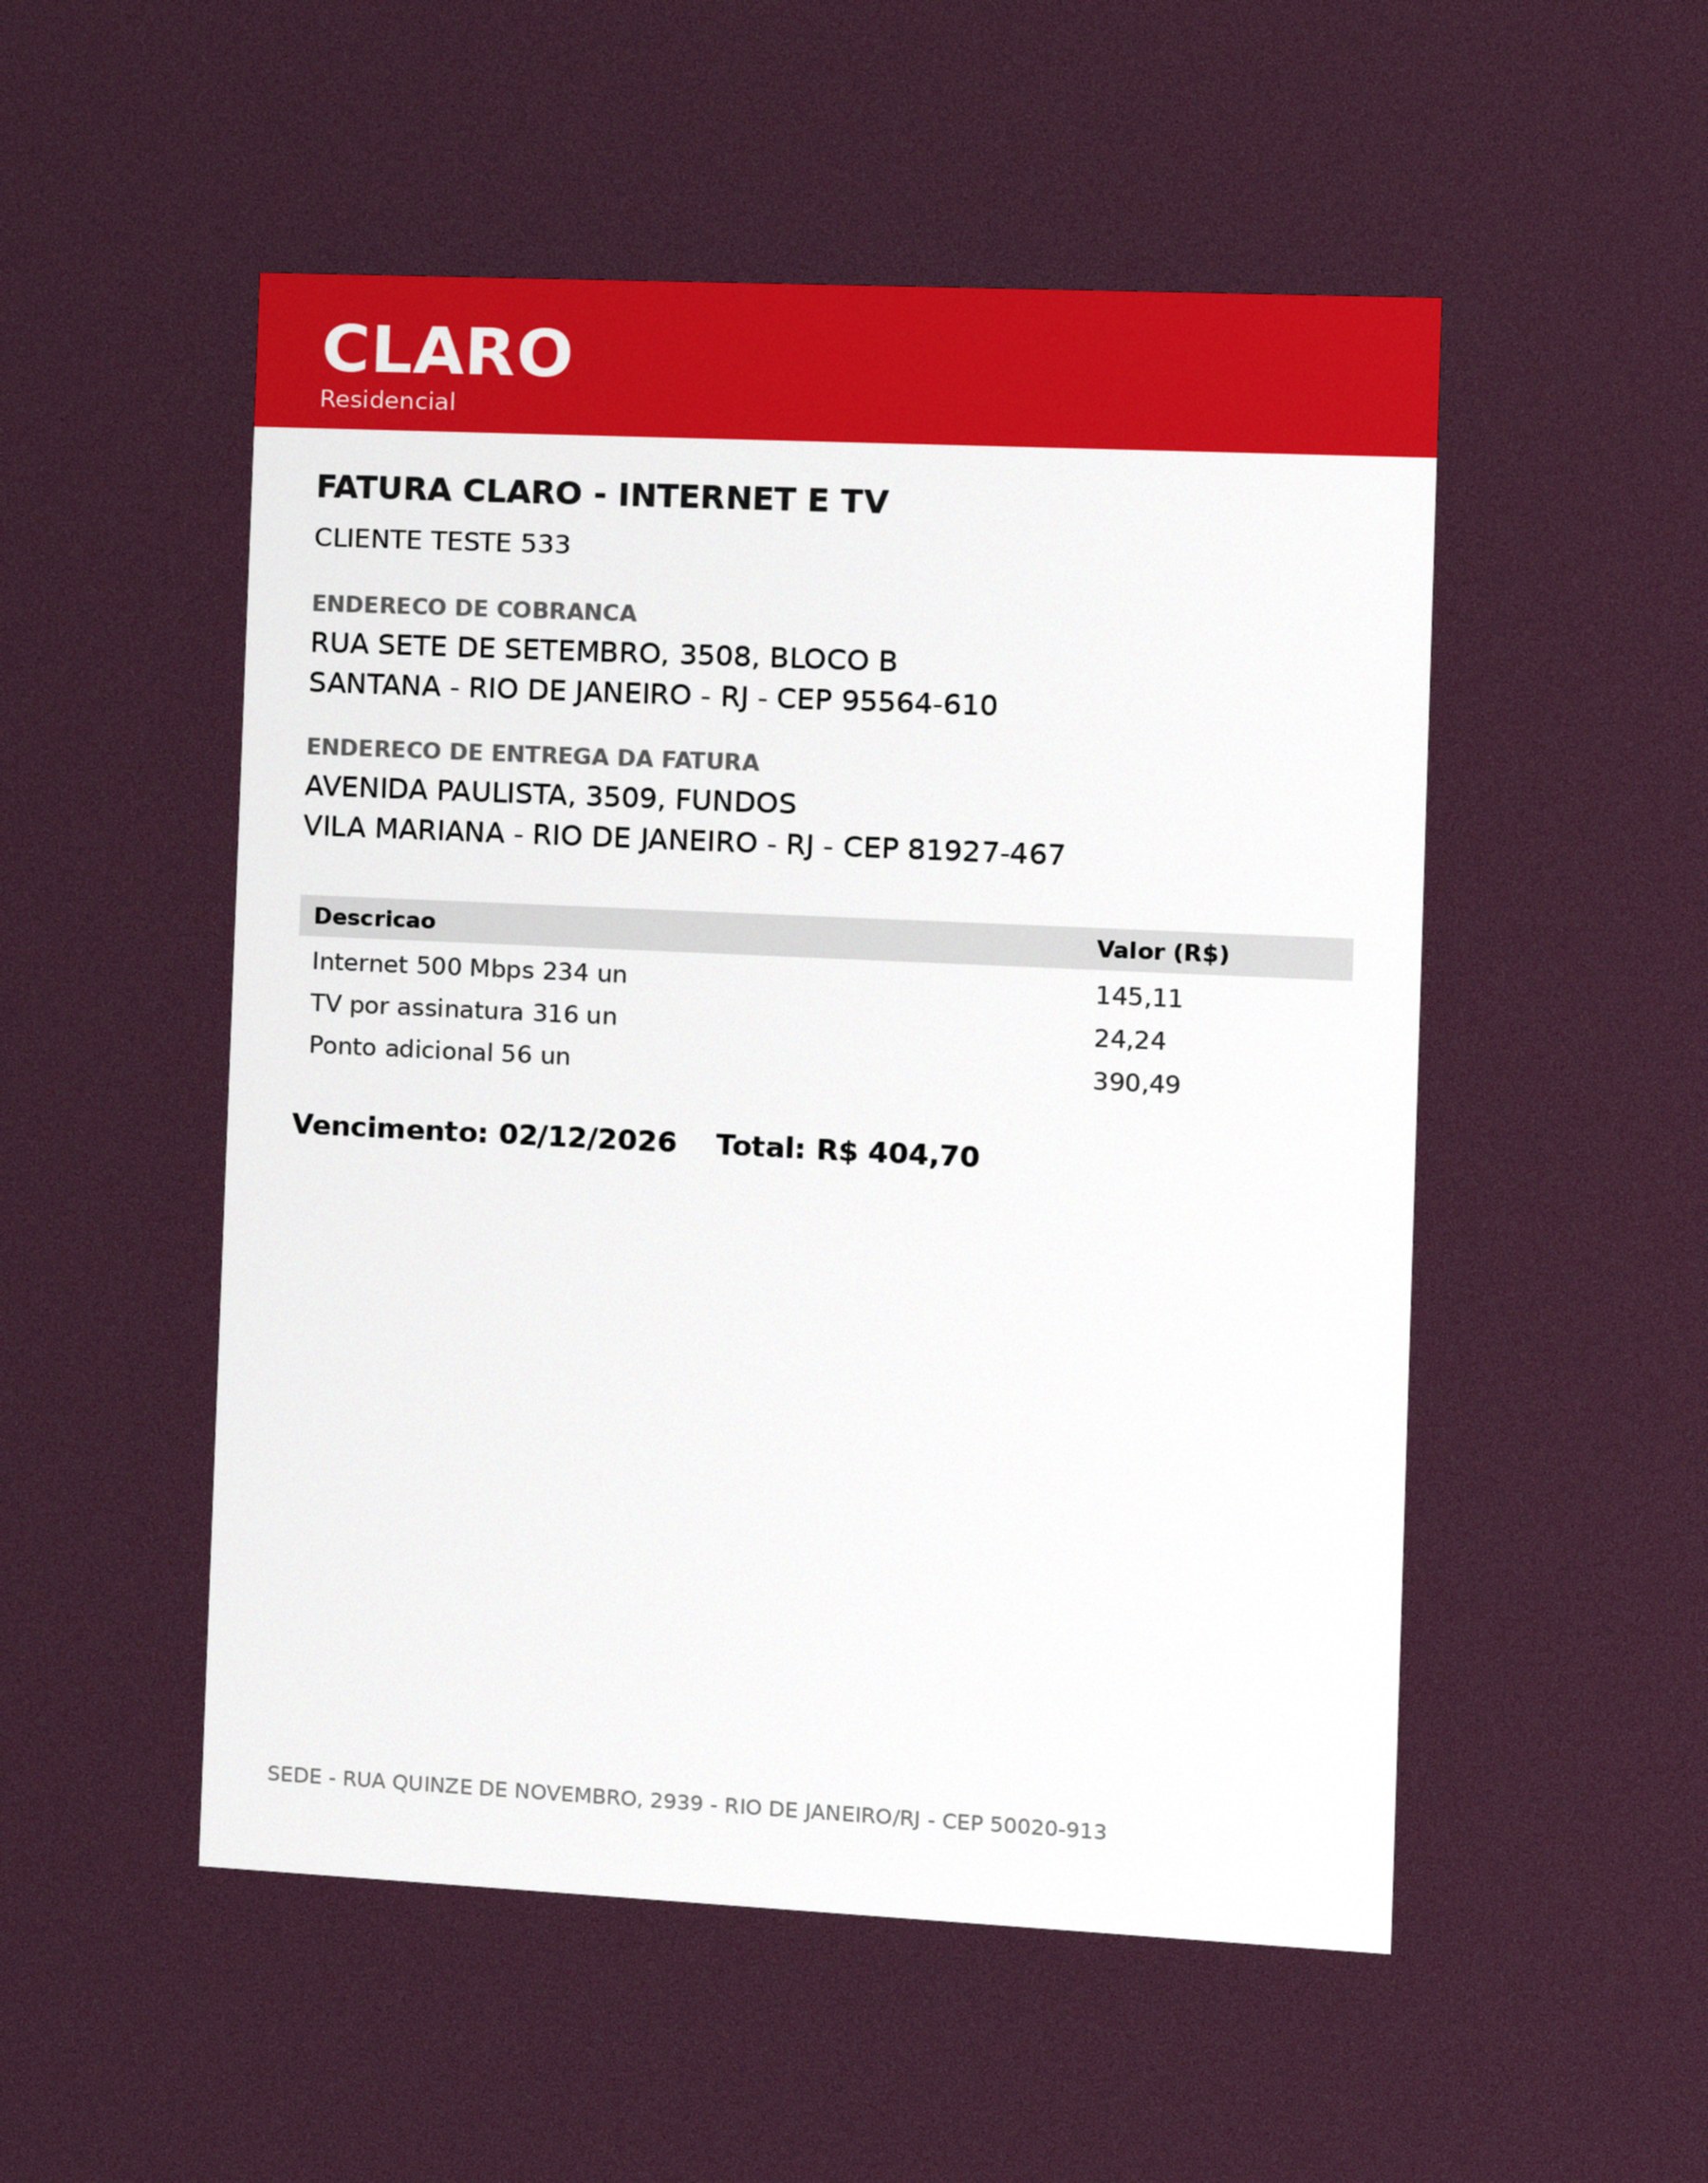 CLARO
Residencial
FATURA CLARO - INTERNET E TV
CLIENTE TESTE 533
ENDERECO DE COBRANCA
RUA SETE DE SETEMBRO, 3508, BLOCO B
SANTANA - RIO DE JANEIRO - RJ - CEP 95564-610
ENDERECO DE ENTREGA DA FATURA
AVENIDA PAULISTA, 3509, FUNDOS
VILA MARIANA - RIO DE JANEIRO - RJ - CEP 81927-467
Descricao Valor (R$)
Internet 500 Mbps 234 un 145,11
TV por assinatura 316 un 24,24
Ponto adicional 56 un 390,49
Vencimento: 02/12/2026 Total: R$ 404,70
SEDE - RUA QUINZE DE NOVEMBRO, 2939 - RIO DE JANEIRO/RJ - CEP 50020-913